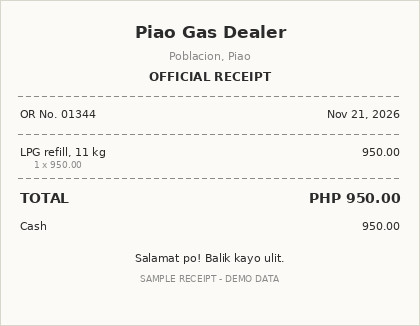 Piao Gas Dealer
Poblacion, Piao
OFFICIAL RECEIPT
OR No. 01344 Nov 21, 2026
LPG refill, 11 kg 950.00
1 x 950.00
TOTAL PHP 950.00
Cash 950.00
Salamat po! Balik kayo ulit.
SAMPLE RECEIPT - DEMO DATA